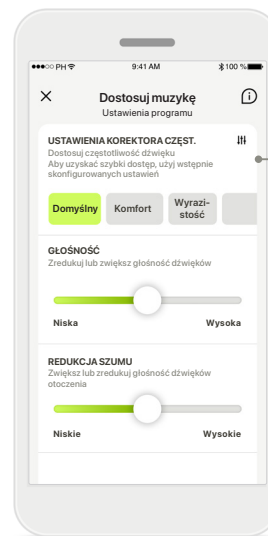 PH 9:41 AM 100 %
Dostosuj muzykę
Ustawienia programu
USTAWIENIA KOREKTORA CZĘST.
Dostosuj częstotliwość dźwięku
Aby uzyskać szybki dostęp, użyj wstępnie
skonfigurowanych ustawień
Domyślny Komfort Wyrazi-
stość
GŁOŚNOŚĆ
Zredukuj lub zwiększ głośność dźwięków
Niska Wysoka
REDUKCJA SZUMU
Zwiększ lub zredukuj głośność dźwięków
otoczenia
Niskie Wysokie